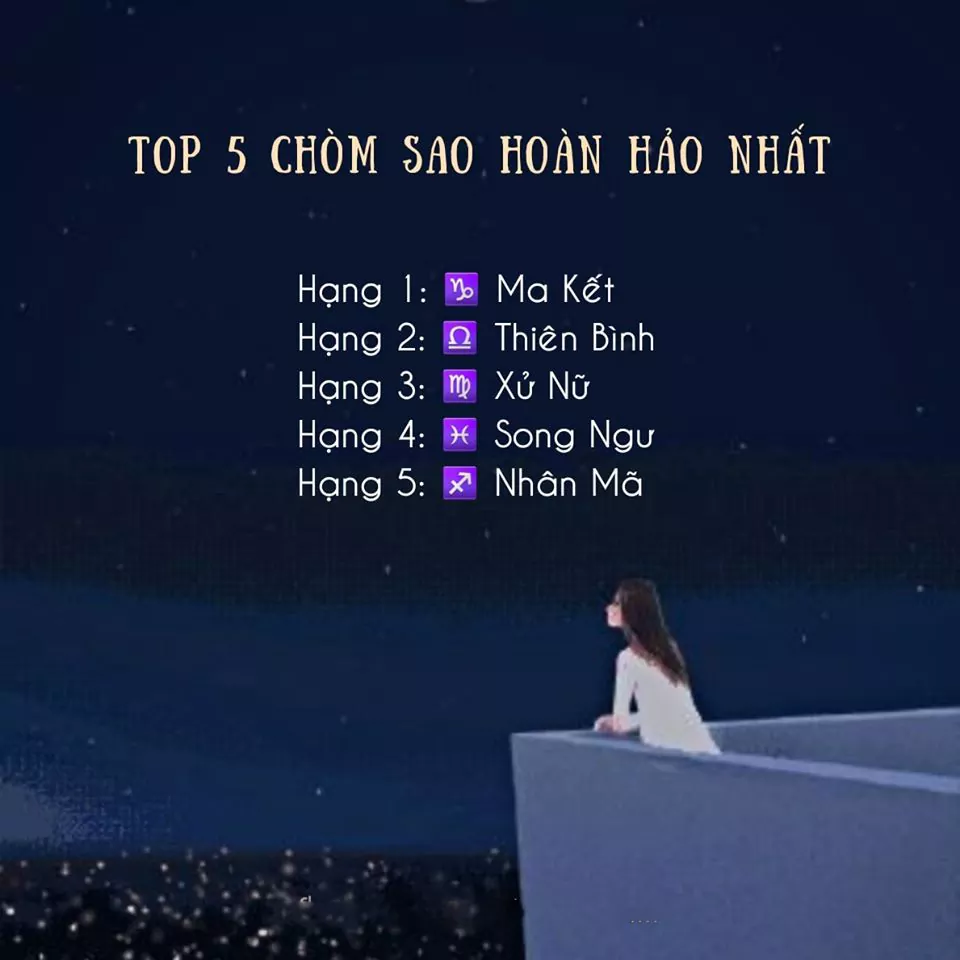 TOP 5 CHÒM SAO HOÀN HẢO NHẤT
Hạng 1: ♑ Ma Kết
Hạng 2: ♎ Thiên Bình
Hạng 3: ♍ Xử Nữ
Hạng 4: ♓ Song Ngư
Hạng 5: ♐ Nhân Mã